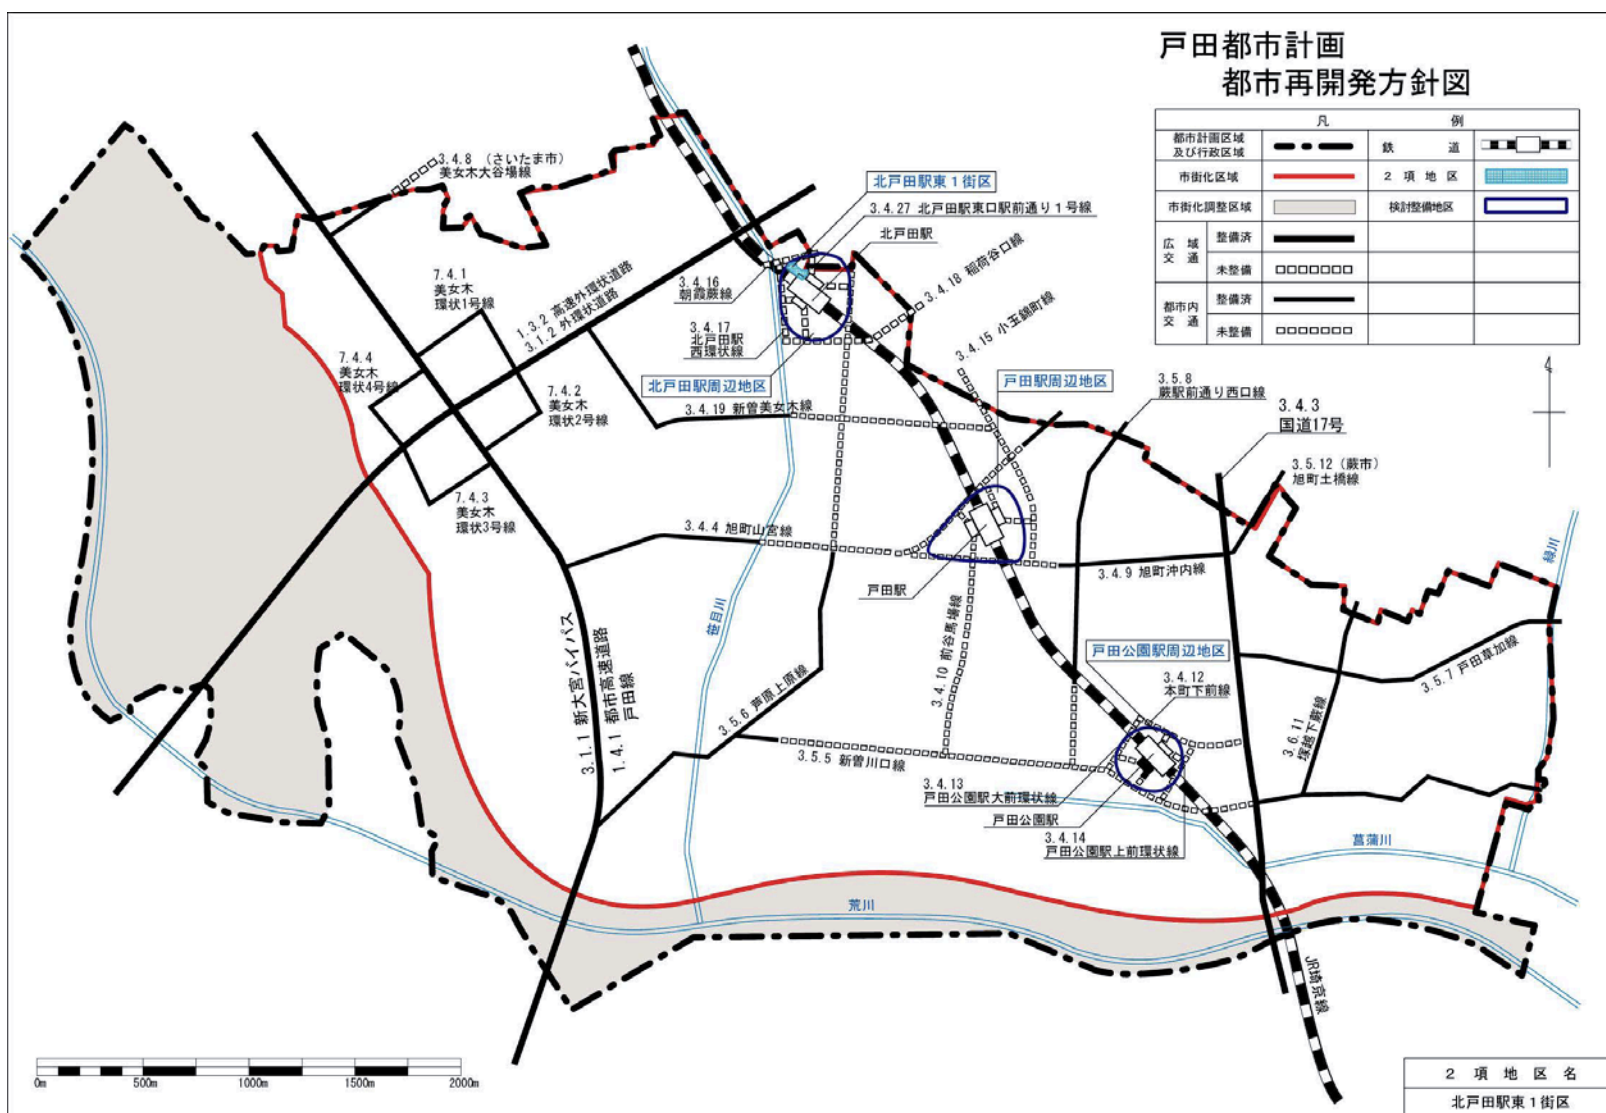 戸田都市計画
都市再開発方針図
凡 例
都市計画区域
及び行政区域
鉄 道
市街化区域
2 項 地 区
市街化調整区域
検討整備地区
広 域
交 通
整備済
未整備
都市内
交 通
整備済
未整備
3.4.8 (さいたま市)
美女木大谷場線
北戸田駅東1街区
3.4.27 北戸田駅東口駅前通り1号線
北戸田駅
7.4.1
美女木
環状1号線
1.3.2 高速外環状道路
3.1.2 外環状道路
3.4.16
朝霞蕨線
3.4.17
北戸田駅
西環状線
3.4.18 稲荷谷口線
3.4.15 小玉錦町線
7.4.4
美女木
環状4号線
北戸田駅周辺地区
戸田駅周辺地区
3.5.8
蕨駅前通り西口線
7.4.2
美女木
環状2号線
3.4.19 新曽美女木線
3.4.3
国道17号
3.5.12 (蕨市)
旭町土橋線
7.4.3
美女木
環状3号線
3.4.4 旭町山宮線
緑川
3.4.9 旭町沖内線
戸田駅
笹目川
3.1.1 新大宮バイパス
1.4.1 都市高速道路
戸田線
3.4.10 前谷馬場線
戸田公園駅周辺地区
3.4.12
本町下前線
3.5.7 戸田草加線
3.5.6 芦原上原線
3.6.11
塚越下蕨線
3.5.5 新曽川口線
3.4.13
戸田公園駅大前環状線
戸田公園駅
3.4.14
戸田公園駅上前環状線
菖蒲川
荒川
JR埼京線
0m 500m 1000m 1500m 2000m
2 項 地 区 名
北戸田駅東1街区